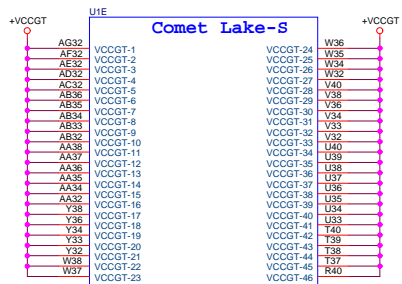 U1E
+VCCGT
Comet Lake-S
+VCCGT
AG32 VCCGT-1 VCCGT-24 W36
AF32 VCCGT-2 VCCGT-25 W35
AE32 VCCGT-3 VCCGT-26 W34
AD32 VCCGT-4 VCCGT-27 W32
AC32 VCCGT-5 VCCGT-28 V40
AB36 VCCGT-6 VCCGT-29 V38
AB35 VCCGT-7 VCCGT-30 V36
AB34 VCCGT-8 VCCGT-31 V34
AB33 VCCGT-9 VCCGT-32 V33
AB32 VCCGT-10 VCCGT-33 V32
AA38 VCCGT-11 VCCGT-34 U40
AA37 VCCGT-12 VCCGT-35 U39
AA36 VCCGT-13 VCCGT-36 U38
AA35 VCCGT-14 VCCGT-37 U37
AA34 VCCGT-15 VCCGT-38 U36
AA32 VCCGT-16 VCCGT-39 U35
Y38 VCCGT-17 VCCGT-40 U34
Y36 VCCGT-18 VCCGT-41 U33
Y34 VCCGT-19 VCCGT-42 T40
Y33 VCCGT-20 VCCGT-43 T39
Y32 VCCGT-21 VCCGT-44 T38
W38 VCCGT-22 VCCGT-45 T37
W37 VCCGT-23 VCCGT-46 R40